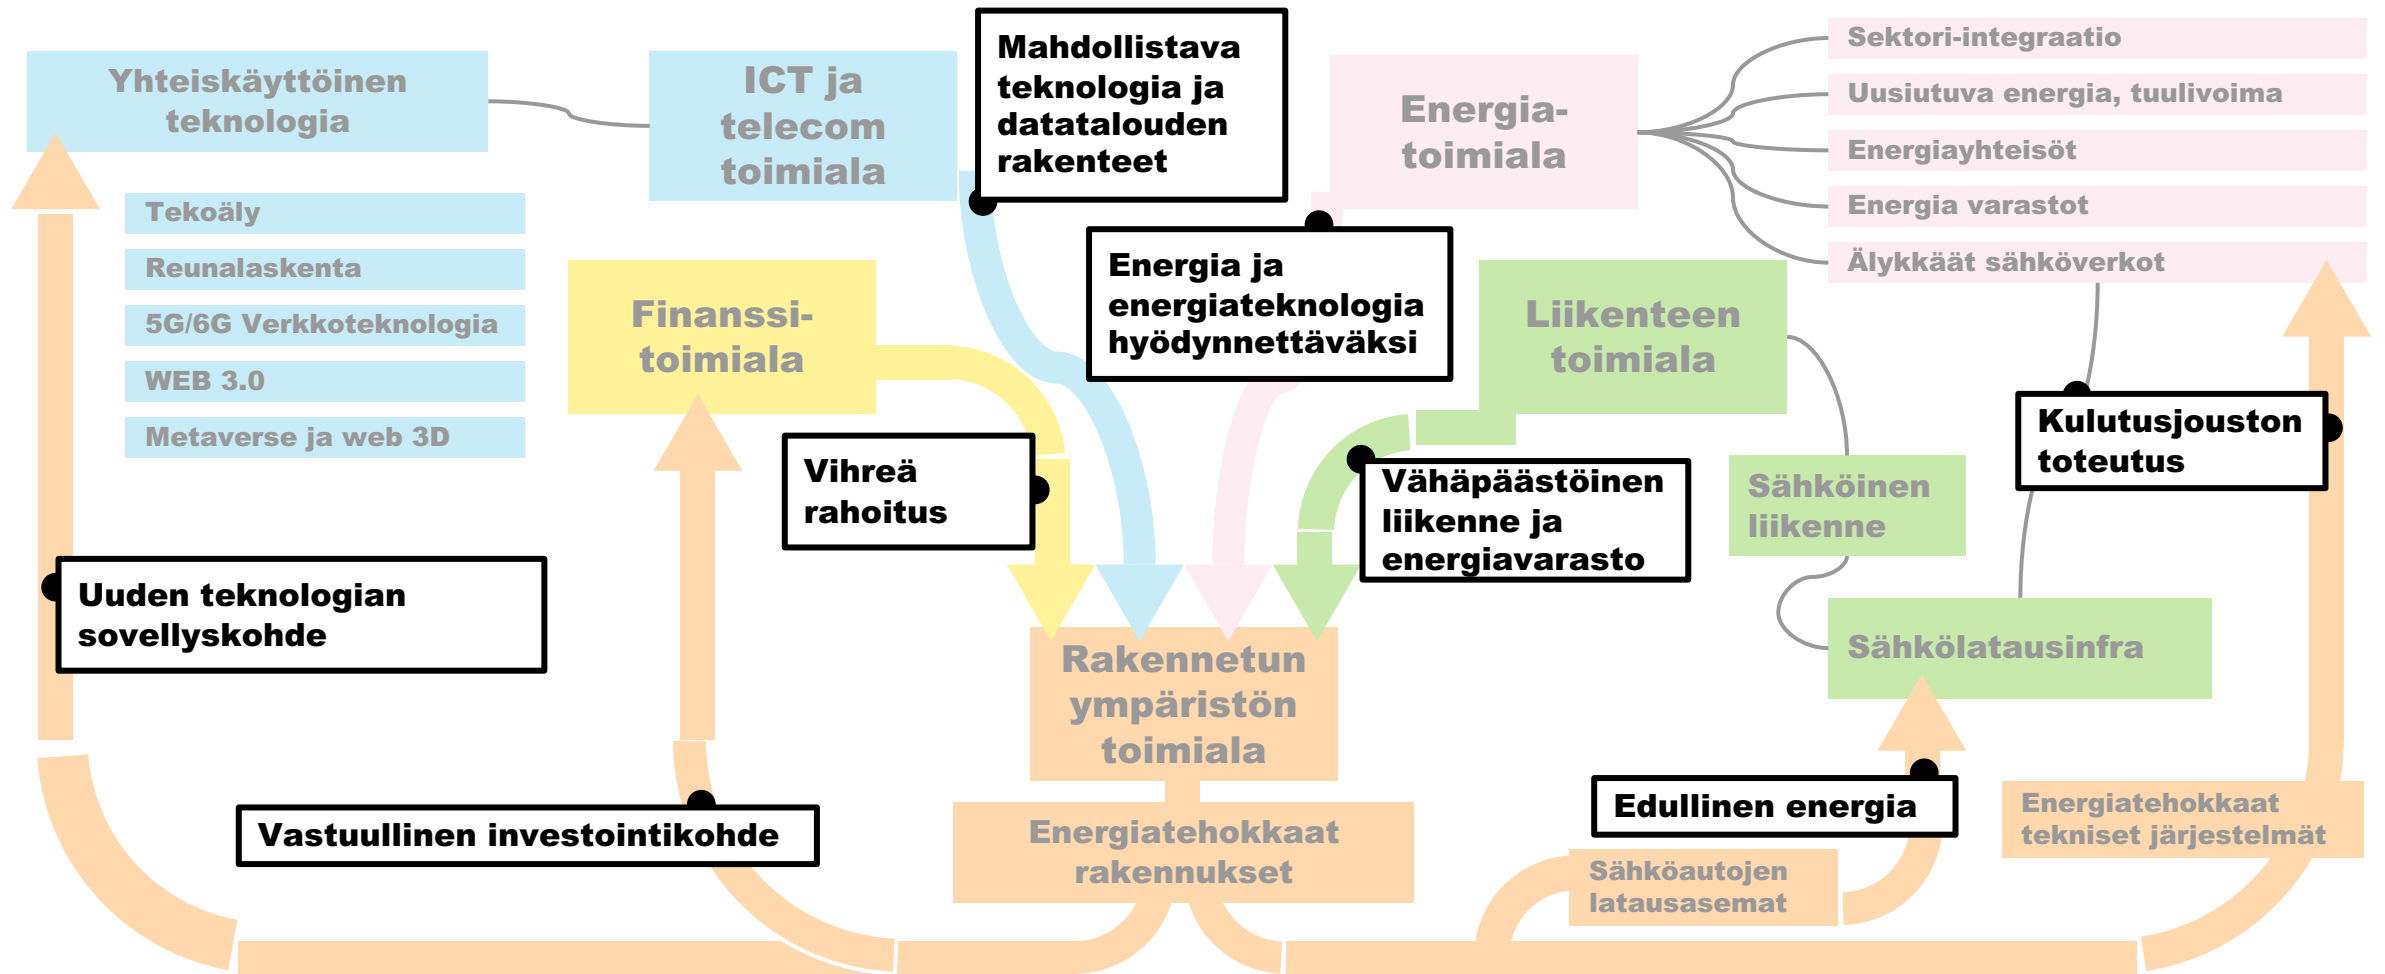 Yhteiskäyttöinen
teknologia
Tekoäly
Reunalaskenta
5G/6G Verkkoteknologia
WEB 3.0
Metaverse ja web 3D
ICT ja
telecom
toimiala
Mahdollistava
teknologia ja
datatalouden
rakenteet
Energia-
toimiala
Sektori-integraatio
Uusiutuva energia, tuulivoima
Energiayhteisöt
Energia varastot
Älykkäät sähköverkot
Energia ja
energiateknologia
hyödynnettäväksi
Finanssi-
toimiala
Liikenteen
toimiala
Vihreä
rahoitus
Vähäpäästöinen
liikenne ja
energiavarasto
Sähköinen
liikenne
Kulutusjouston
toteutus
Uuden teknologian
sovellyskohde
Rakennetun
ympäristön
toimiala
Sähkölatausinfra
Vastuullinen investointikohde
Energiatehokkaat
rakennukset
Edullinen energia
Sähköautojen
latausasemat
Energiatehokkaat
tekniset järjestelmät